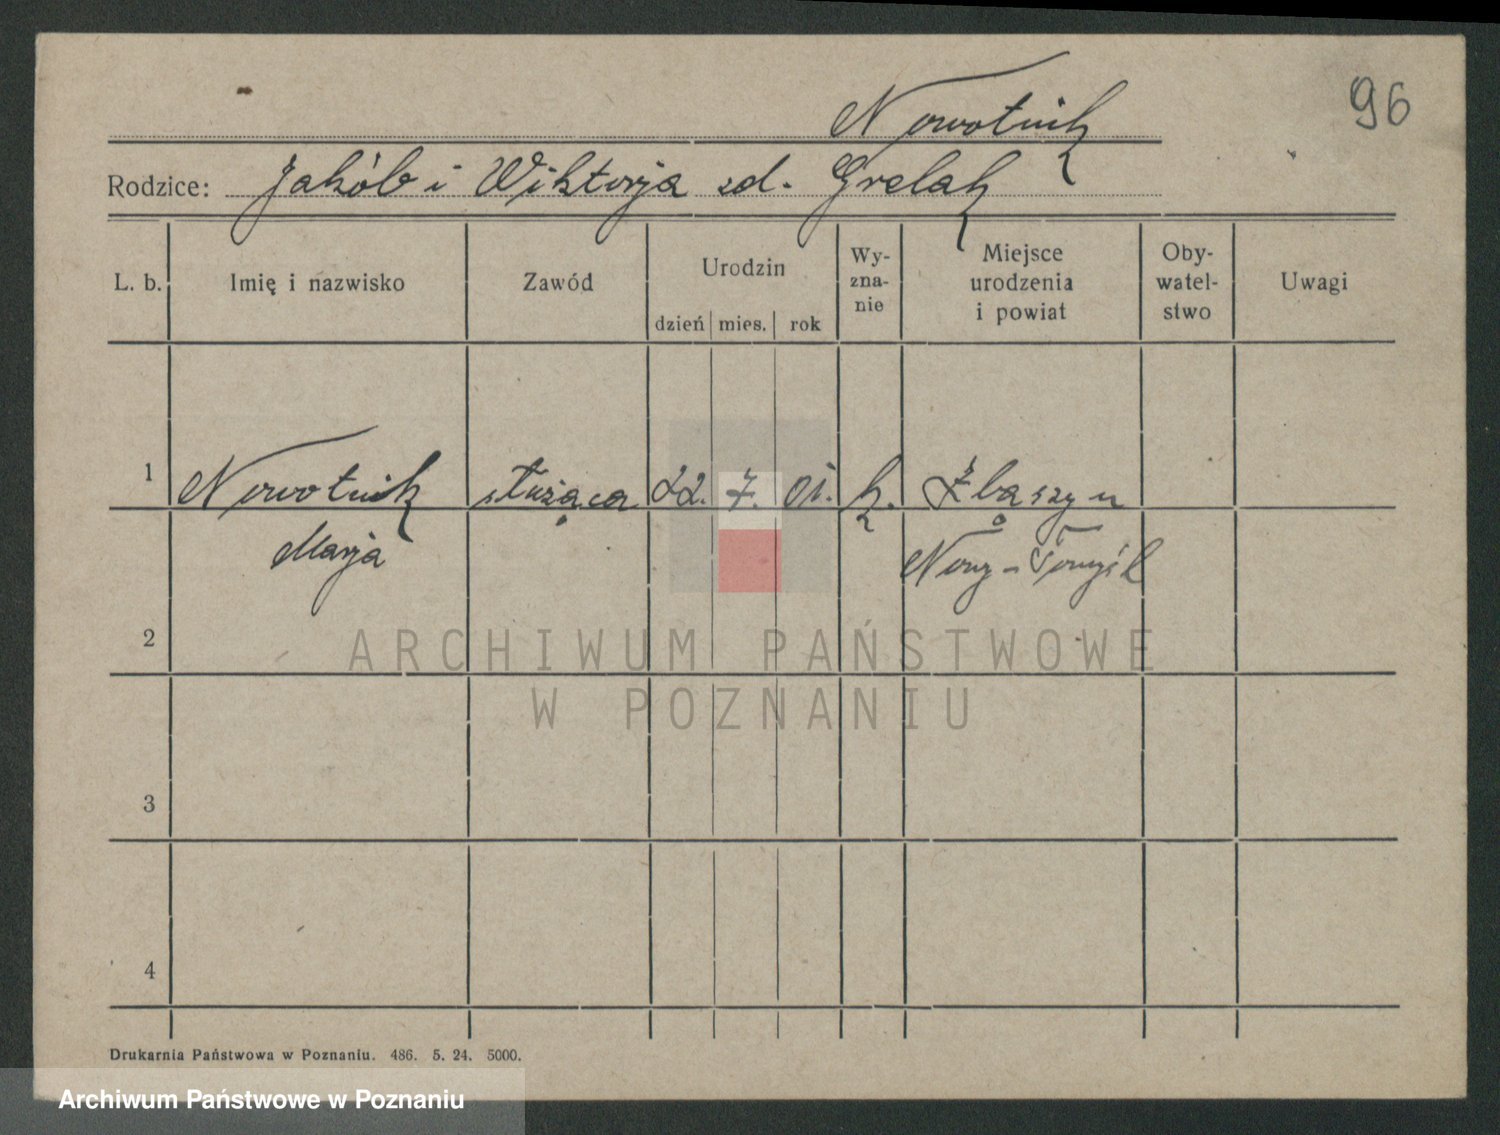 96
Nowotnik
Rodzice: Jakób i Wiktorja zd. Grelak
L. b. Imię i nazwisko Zawód Urodzin dzień mies. rok Wy-znanie Miejsce urodzenia i powiat Oby-watel-stwo Uwagi
1 Nowotnik służąca 22. 7. 01. k. Zbąszyń
Marja Nowy-Tomyśl
2
ARCHIWUM PAŃSTWOWE
W POZNANIU
3
4
Drukarnia Państwowa w Poznaniu. 486. 5. 24. 5000.
Archiwum Państwowe w Poznaniu